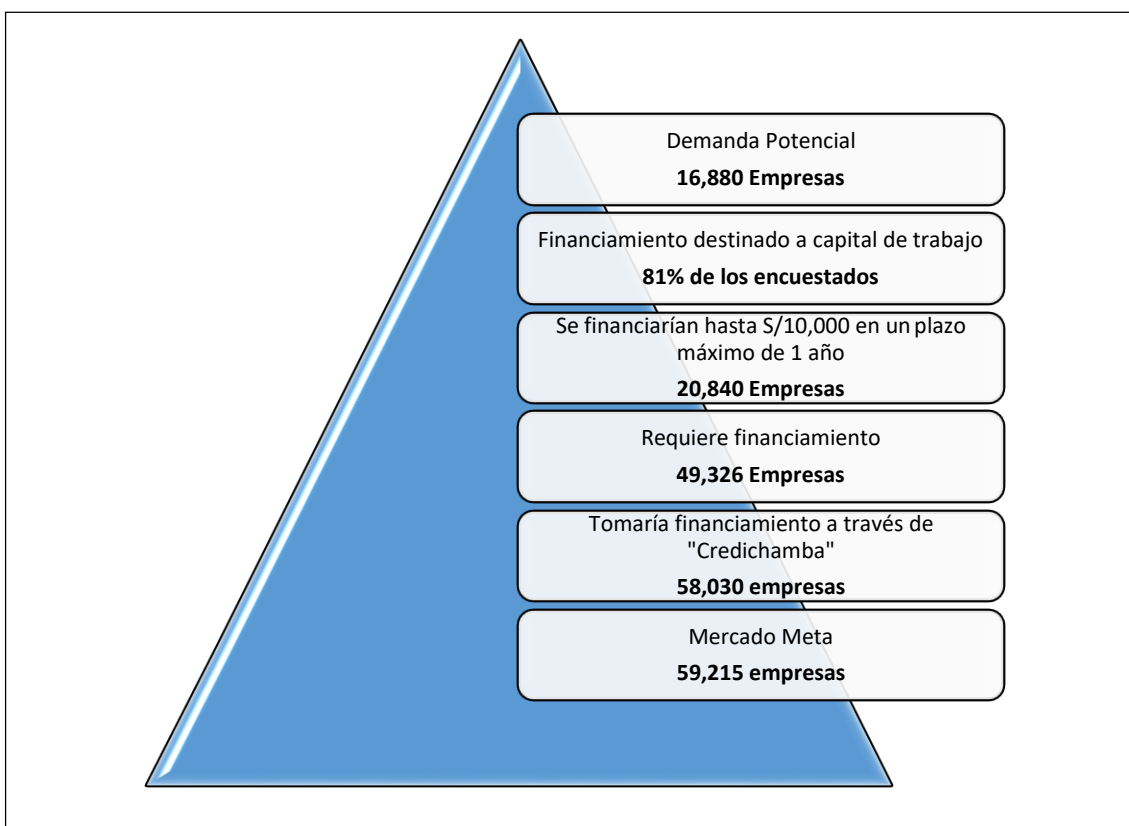 Demanda Potencial
16,880 Empresas
Financiamiento destinado a capital de trabajo
81% de los encuestados
Se financiarían hasta S/10,000 en un plazo
máximo de 1 año
20,840 Empresas
Requiere financiamiento
49,326 Empresas
Tomaría financiamiento a través de
"Credichamba"
58,030 empresas
Mercado Meta
59,215 empresas